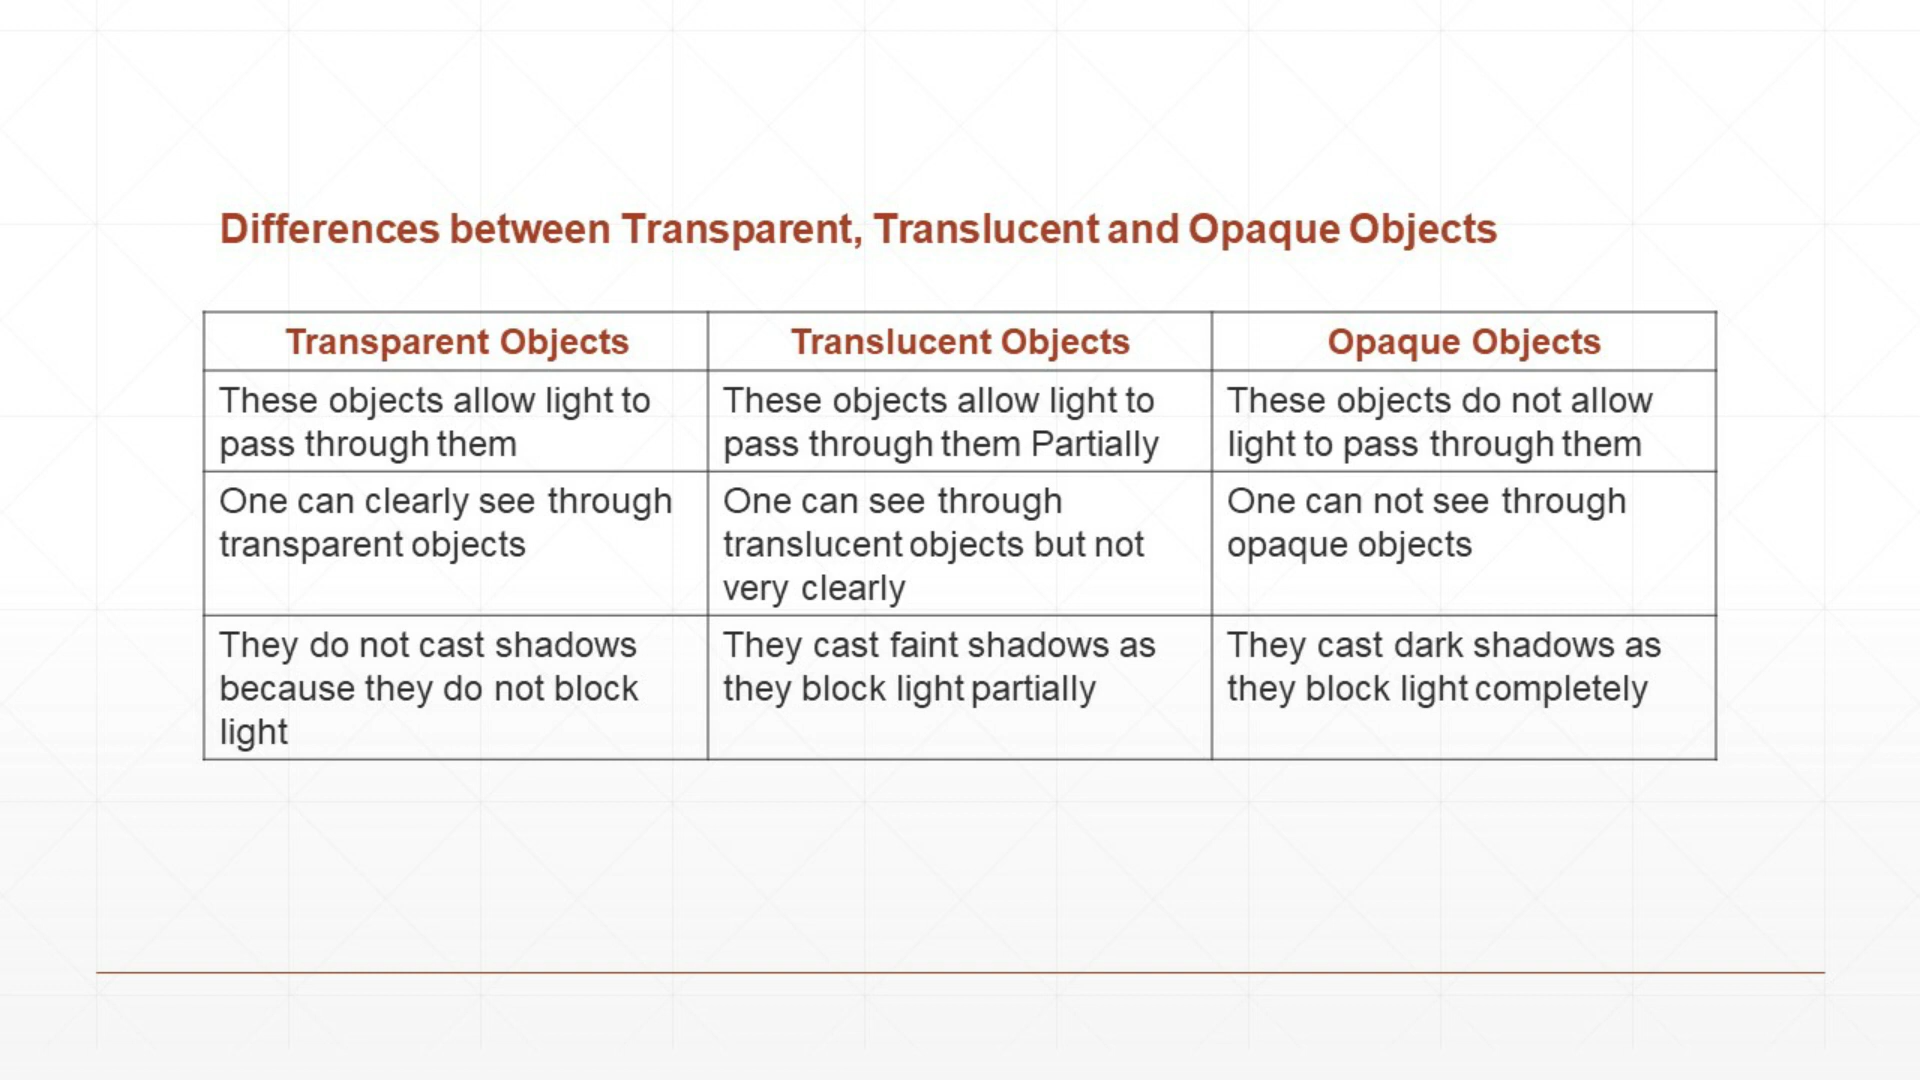 Differences between Transparent, Translucent and Opaque Objects
Transparent Objects
Translucent Objects
Opaque Objects
These objects allow light to
pass through them
These objects allow light to
pass through them Partially
These objects do not allow
light to pass through them
One can clearly see through
transparent objects
One can see through
translucent objects but not
very clearly
One can not see through
opaque objects
They do not cast shadows
because they do not block
light
They cast faint shadows as
they block light partially
They cast dark shadows as
they block light completely